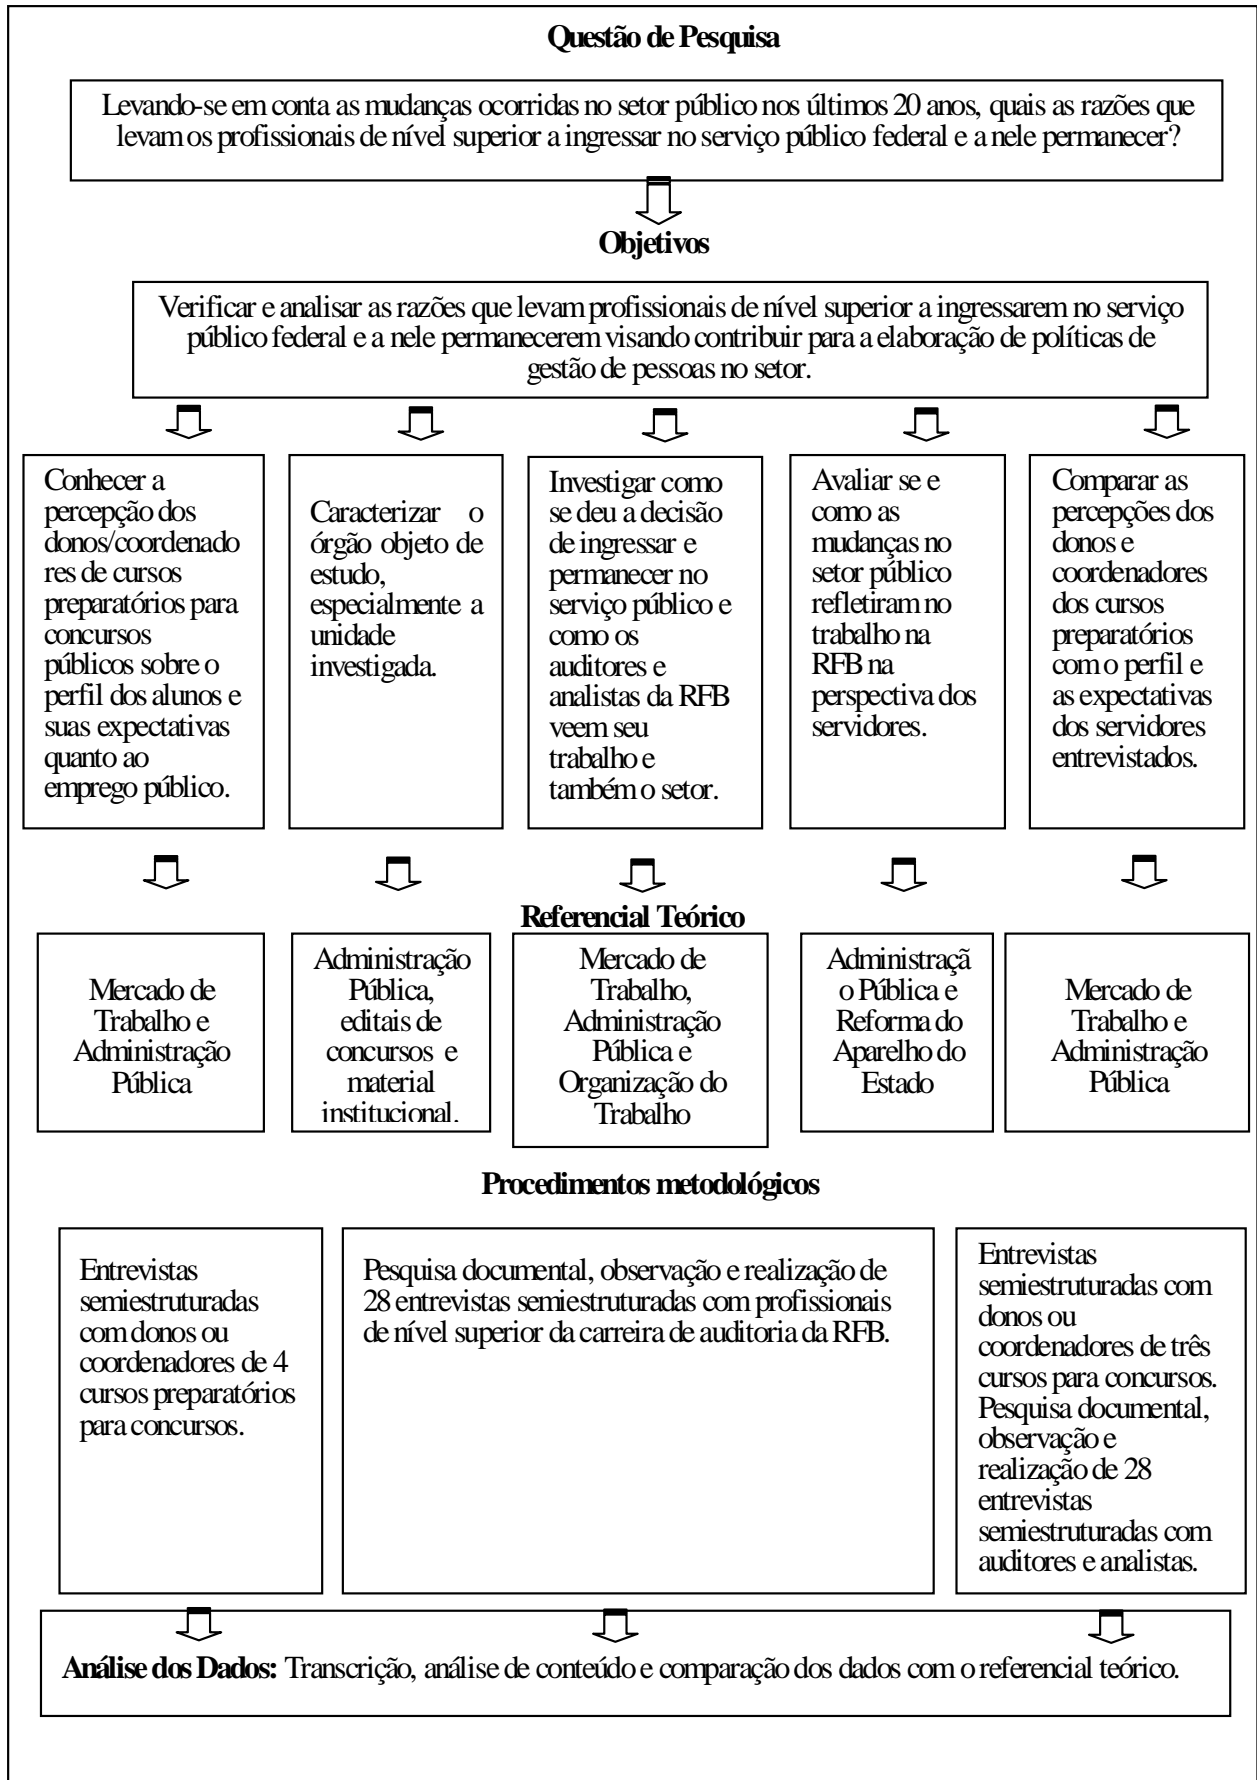 Questão de Pesquisa
Levando-se em conta as mudanças ocorridas no setor público nos últimos 20 anos, quais as razões que
levam os profissionais de nível superior a ingressar no serviço público federal e a nele permanecer?
Objetivos
Verificar e analisar as razões que levam profissionais de nível superior a ingressarem no serviço
público federal e a nele permanecerem visando contribuir para a elaboração de políticas de
gestão de pessoas no setor.
Conhecer a
percepção dos
donos/coordenado
res de cursos
preparatórios para
concursos
públicos sobre o
perfil dos alunos e
suas expectativas
quanto ao
emprego público.
Caracterizar o
órgão objeto de
estudo,
especialmente a
unidade
investigada.
Investigar como
se deu a decisão
de ingressar e
permanecer no
serviço público e
como os
auditores e
analistas da RFB
veem seu
trabalho e
também o setor.
Avaliar se e
como as
mudanças no
setor público
refletiram no
trabalho na
RFB na
perspectiva dos
servidores.
Comparar as
percepções dos
donos e
coordenadores
dos cursos
preparatórios
com o perfil e
as expectativas
dos servidores
entrevistados.
Referencial Teórico
Mercado de
Trabalho e
Administração
Pública
Administração
Pública,
editais de
concursos e
material
institucional.
Mercado de
Trabalho,
Administração
Pública e
Organização do
Trabalho
Administraçã
o Pública e
Reforma do
Aparelho do
Estado
Mercado de
Trabalho e
Administração
Pública
Procedimentos metodológicos
Entrevistas
semiestruturadas
com donos ou
coordenadores de 4
cursos preparatórios
para concursos.
Pesquisa documental, observação e realização de
28 entrevistas semiestruturadas com profissionais
de nível superior da carreira de auditoria da RFB.
Entrevistas
semiestruturadas com
donos ou
coordenadores de três
cursos para concursos.
Pesquisa documental,
observação e
realização de 28
entrevistas
semiestruturadas com
auditores e analistas.
Análise dos Dados: Transcrição, análise de conteúdo e comparação dos dados com o referencial teórico.